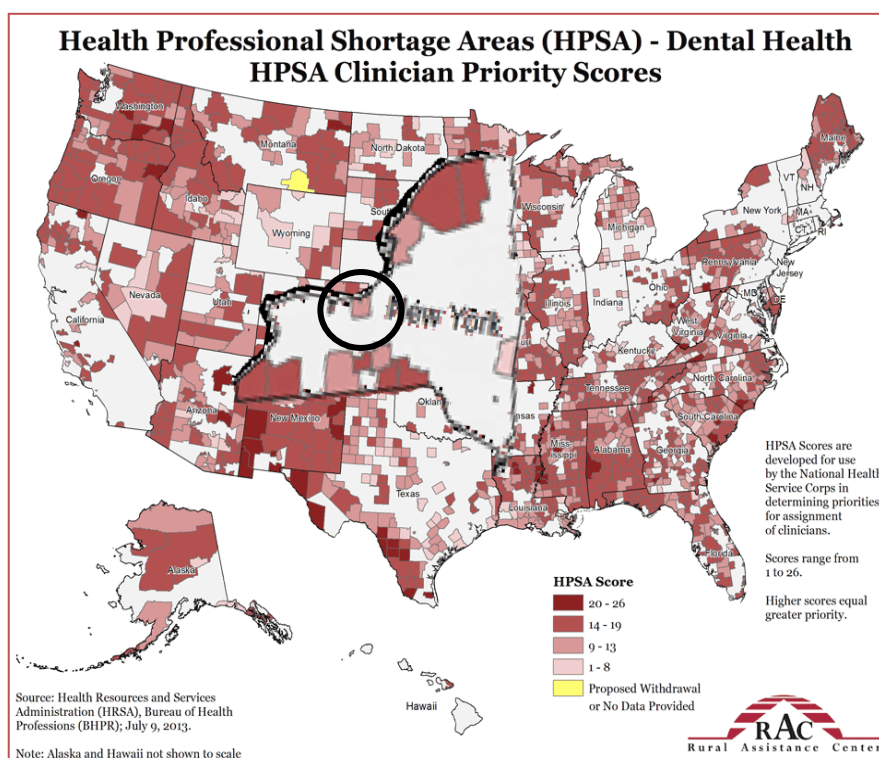 Health Professional Shortage Areas (HPSA) - Dental Health
HPSA Clinician Priority Scores
Washington
Montana
North Dakota
Maine
Oregon
Idaho
Wyoming
Sout
Wisconsin
Michigan
VT
NH
New York
MA
CT
RI
Nevada
Utah
California
New York
Illinois
Indiana
Ohio
Pennsylvania
New
Jersey
MD
DE
West
Virginia
Virginia
Kentucky
Tennessee
North Carolina
South Carolina
Arizona
New Mexico
Okla
nsas
Texas
Louisiana
Miss-
issippi
Alabama
Georgia
Florida
Alaska
Hawaii
HPSA Scores are
developed for use
by the National Health
Service Corps in
determining priorities
for assignment
of clinicians.
Scores range from
1 to 26.
Higher scores equal
greater priority.
HPSA Score
20 - 26
14 - 19
9 - 13
1 - 8
Proposed Withdrawal
or No Data Provided
Source: Health Resources and Services
Administration (HRSA), Bureau of Health
Professions (BHPR); July 9, 2013.
Note: Alaska and Hawaii not shown to scale
RAC
Rural Assistance Center